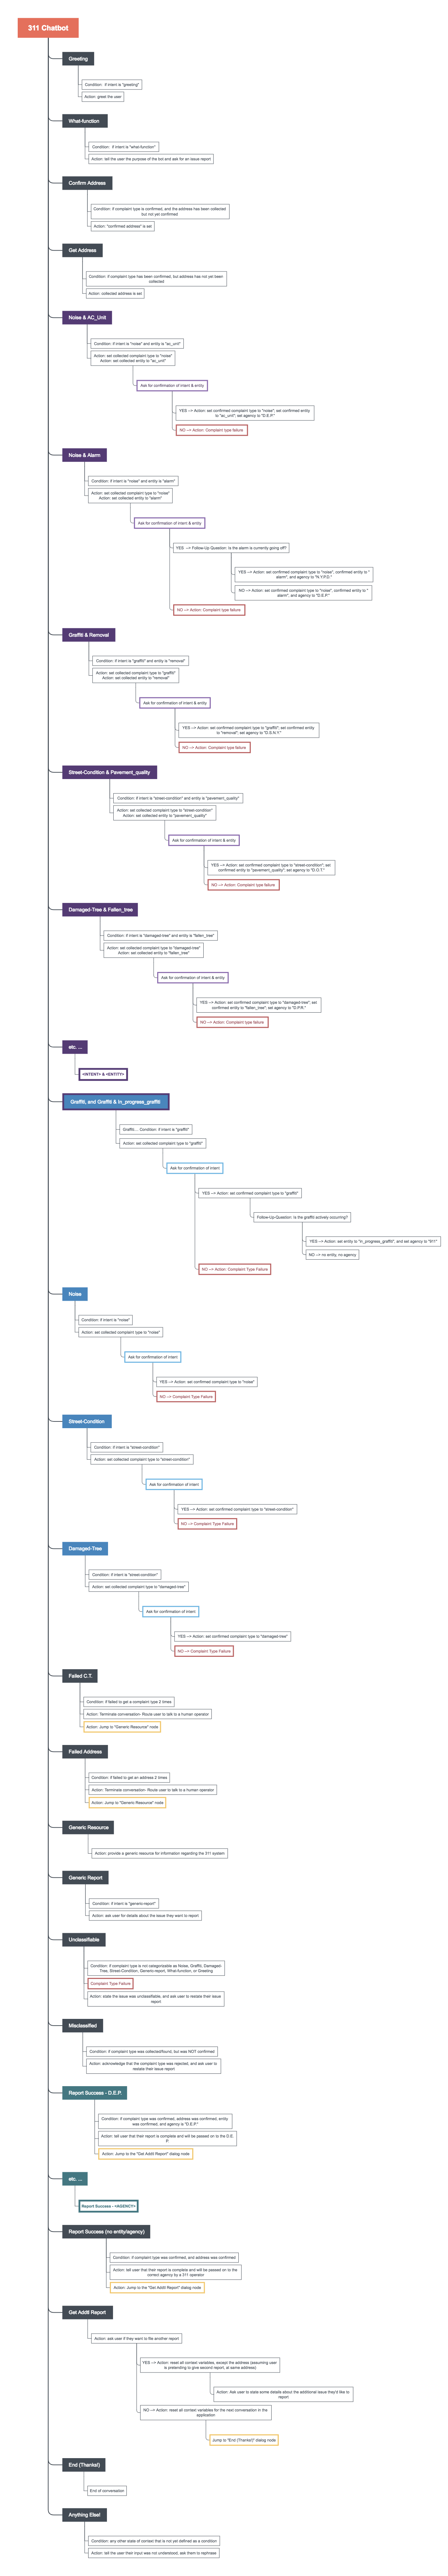 311 Chatbot
Greeting
Condition: if intent is "greeting"
Action: greet the user
What-function
Condition: if intent is "what-function"
Action: tell the user the purpose of the bot and ask for an issue report
Confirm Address
Condition: if complaint type is confirmed, and the address has been collected
but not yet confirmed
Action: "confirmed address" is set
Get Address
Condition: if complaint type has been confirmed, but address has not yet been
collected
Action: collected address is set
Noise & AC_Unit
Condition: if intent is "noise" and entity is "ac_unit"
Action: set collected complaint type to "noise"
Action: set collected entity to "ac_unit"
Ask for confirmation of intent & entity
YES --> Action: set confirmed complaint type to "noise", set confirmed entity
to "ac_unit"; set agency to "D.E.P."
NO --> Action: Complaint type failure
Noise & Alarm
Condition: if intent is "noise" and entity is "alarm"
Action: set collected complaint type to "noise"
Action: set collected entity to "alarm"
Ask for confirmation of intent & entity
YES --> Follow-Up Question: is the alarm is currently going off?
YES --> Action: set confirmed complaint type to "noise", confirmed entity to "
alarm", and agency to "N.Y.P.D."
NO --> Action: set confirmed complaint type to "noise", confirmed entity to "
alarm", and agency to "D.E.P."
NO --> Action: Complaint type failure
Graffiti & Removal
Condition: if intent is "graffiti" and entity is "removal"
Action: set collected complaint type to "graffiti"
Action: set collected entity to "removal"
Ask for confirmation of intent & entity
YES --> Action: set confirmed complaint type to "graffiti"; set confirmed entity
to "removal"; set agency to "D.S.N.Y."
NO --> Action: Complaint type failure
Street-Condition & Pavement_quality
Condition: if intent is "street-condition" and entity is "pavement_quality"
Action: set collected complaint type to "street-condition"
Action: set collected entity to "pavement_quality"
Ask for confirmation of intent & entity
YES --> Action: set confirmed complaint type to "street-condition"; set
confirmed entity to "pavement_quality"; set agency to "D.O.T."
NO --> Action: Complaint type failure
Damaged-Tree & Fallen_tree
Condition: if intent is "damaged-tree" and entity is "fallen_tree"
Action: set collected complaint type to "damaged-tree"
Action: set collected entity to "fallen_tree"
Ask for confirmation of intent & entity
YES --> Action: set confirmed complaint type to "damaged-tree"; set
confirmed entity to "fallen_tree"; set agency to "D.P.R."
NO --> Action: Complaint type failure
etc. ...
<INTENT> & <ENTITY>
Graffiti, and Graffiti & In_progress_graffiti
Graffiti... Condition: if intent is "graffiti"
Action: set collected complaint type to "graffiti"
Ask for confirmation of intent
YES --> Action: set confirmed complaint type to "graffiti"
Follow-Up-Question: is the graffiti actively occurring?
YES--> Action: set entity to "in_progress_graffiti", and set agency to "911"
NO --> no entity, no agency
NO --> Action: Complaint Type Failure
Noise
Condition: if intent is "noise"
Action: set collected complaint type to "noise"
Ask for confirmation of intent
YES --> Action: set confirmed complaint type to "noise"
NO --> Complaint Type Failure
Street-Condition
Condition: if intent is "street-condition"
Action: set collected complaint type to "street-condition"
Ask for confirmation of intent
YES --> Action: set confirmed complaint type to "street-condition"
NO --> Complaint Type Failure
Damaged-Tree
Condition: if intent is "street-condition"
Action: set collected complaint type to "damaged-tree"
Ask for confirmation of intent
YES --> Action: set confirmed complaint type to "damaged-tree"
NO --> Complaint Type Failure
Failed C.T.
Condition: if failed to get a complaint type 2 times
Action: Terminate conversation- Route user to talk to a human operator
Action: Jump to "Generic Resource" node
Failed Address
Condition: if failed to get an address 2 times
Action: Terminate conversation- Route user to talk to a human operator
Action: Jump to "Generic Resource" node
Generic Resource
Action: provide a generic resource for information regarding the 311 system
Generic Report
Condition: if intent is "generic-report"
Action: ask user for details about the issue they want to report
Unclassifiable
Condition: if complaint type is not categorizable as Noise, Graffiti, Damaged-
Tree, Street-Condition, Generic-report, What-function, or Greeting
Complaint Type Failure
Action: state the issue was unclassifiable, and ask user to restate their issue
report
Misclassified
Condition: if complaint type was collected/found, but was NOT confirmed
Action: acknowledge that the complaint type was rejected, and ask user to
restate their issue report
Report Success - D.E.P.
Condition: if complaint type was confirmed, address was confirmed, entity
was confirmed, and agency is "D.E.P."
Action: tell user that their report is complete and will be passed on to the D.E.
P.
Action: Jump to the "Get Addtl Report" dialog node
etc. ...
Report Success - <AGENCY>
Report Success (no entity/agency)
Condition: if complaint type was confirmed, and address was confirmed
Action: tell user that their report is complete and will be passed on to the
correct agency by a 311 operator
Action: Jump to the "Get Addtl Report" dialog node
Get Addtl Report
Action: ask user if they want to file another report
YES --> Action: reset all context variables, except the address (assuming user
is pretending to give second report, at same address)
Action: Ask user to state some details about the additional issue they'd like to
report
NO --> Action: reset all context variables for the next conversation in the
application
Jump to "End (Thanks!)" dialog node
End (Thanks!)
End of conversation
Anything Else!
Condition: any other state of context that is not yet defined as a condition
Action: tell the user their input was not understood, ask them to rephrase